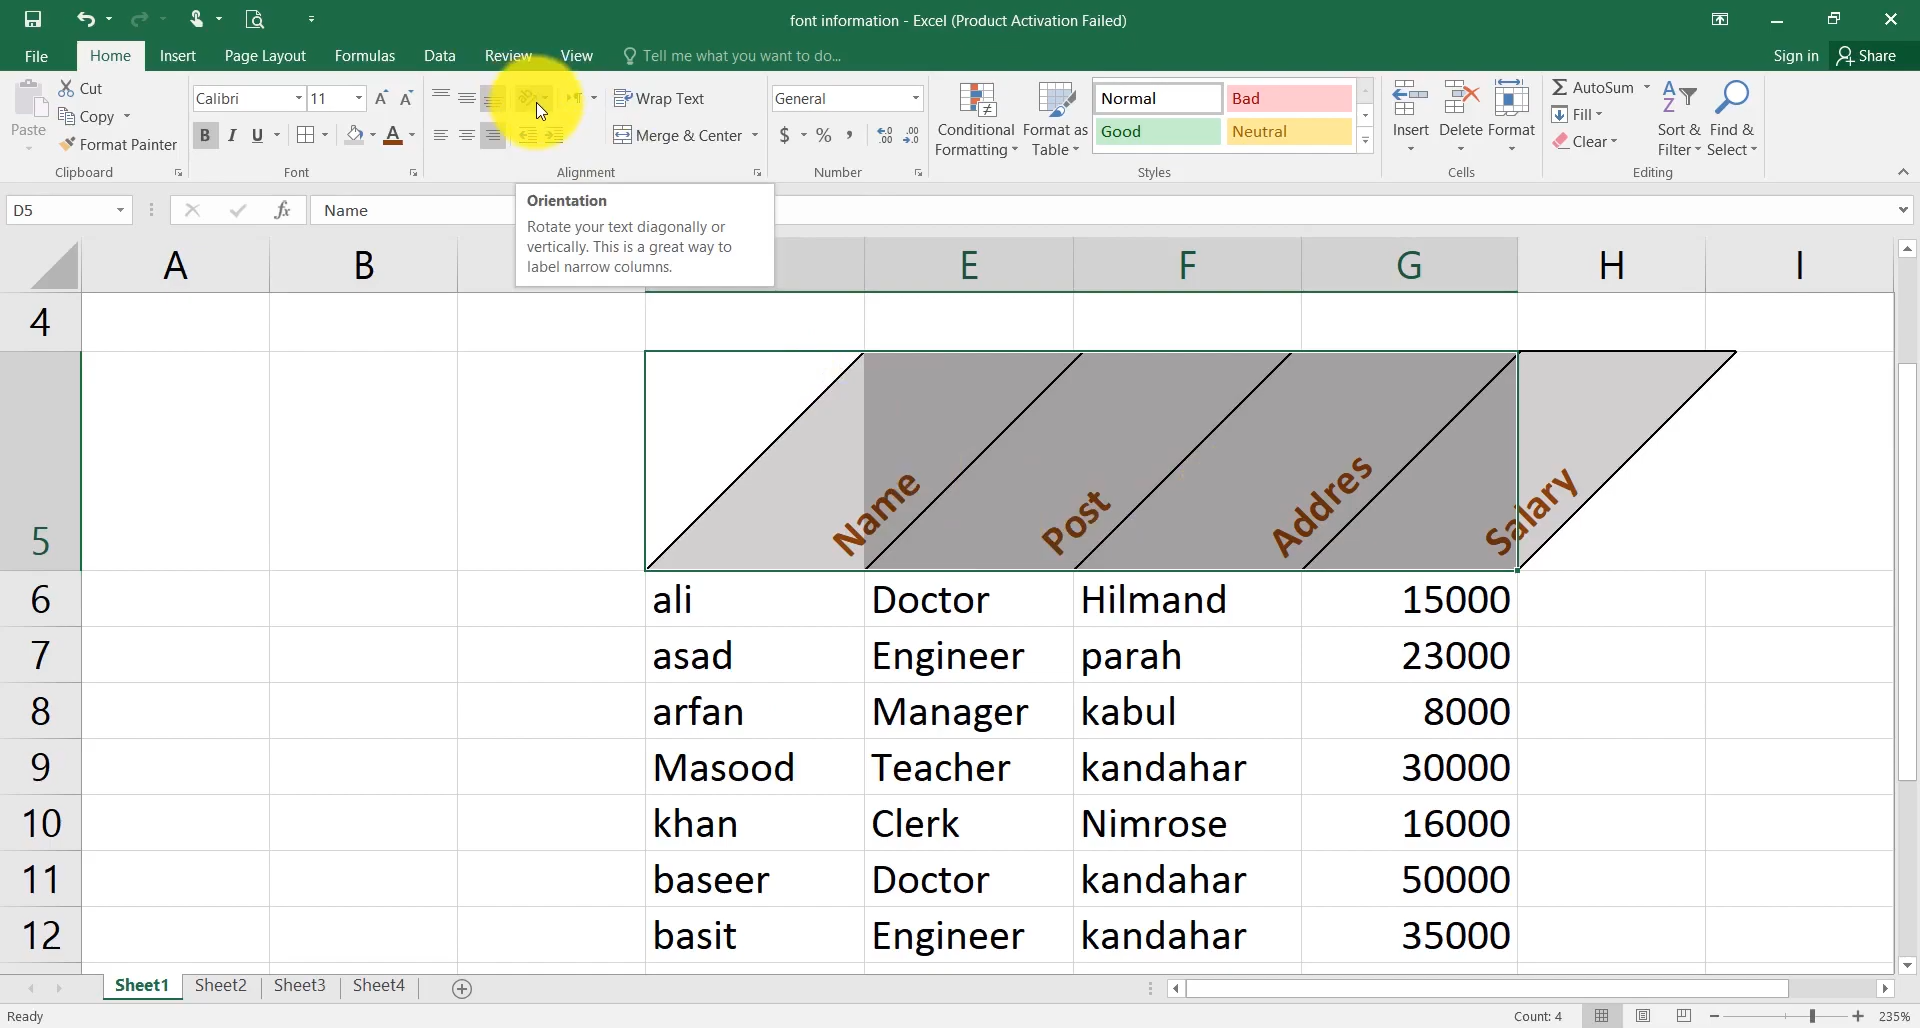 font information - Excel (Product Activation Failed)
File Home Insert Page Layout Formulas Data Review View Tell me what you want to do... Sign in Share
Paste
Cut
Copy
Format Painter
Clipboard
Calibri 11
B I U A
Font
Wrap Text
Merge & Center
Alignment
General
$ % ,
Number
Conditional Formatting
Format as Table
Normal Bad
Good Neutral
Styles
Insert Delete Format
Cells
AutoSum
Fill
Clear
Sort & Filter
Find & Select
Editing
D5 fx Name
Orientation
Rotate your text diagonally or
vertically. This is a great way to
label narrow columns.
A B E F G H I
4
5 Name Post Addres Salary
6 ali Doctor Hilmand 15000
7 asad Engineer parah 23000
8 arfan Manager kabul 8000
9 Masood Teacher kandahar 30000
10 khan Clerk Nimrose 16000
11 baseer Doctor kandahar 50000
12 basit Engineer kandahar 35000
Sheet1 Sheet2 Sheet3 Sheet4
Ready Count: 4 235%